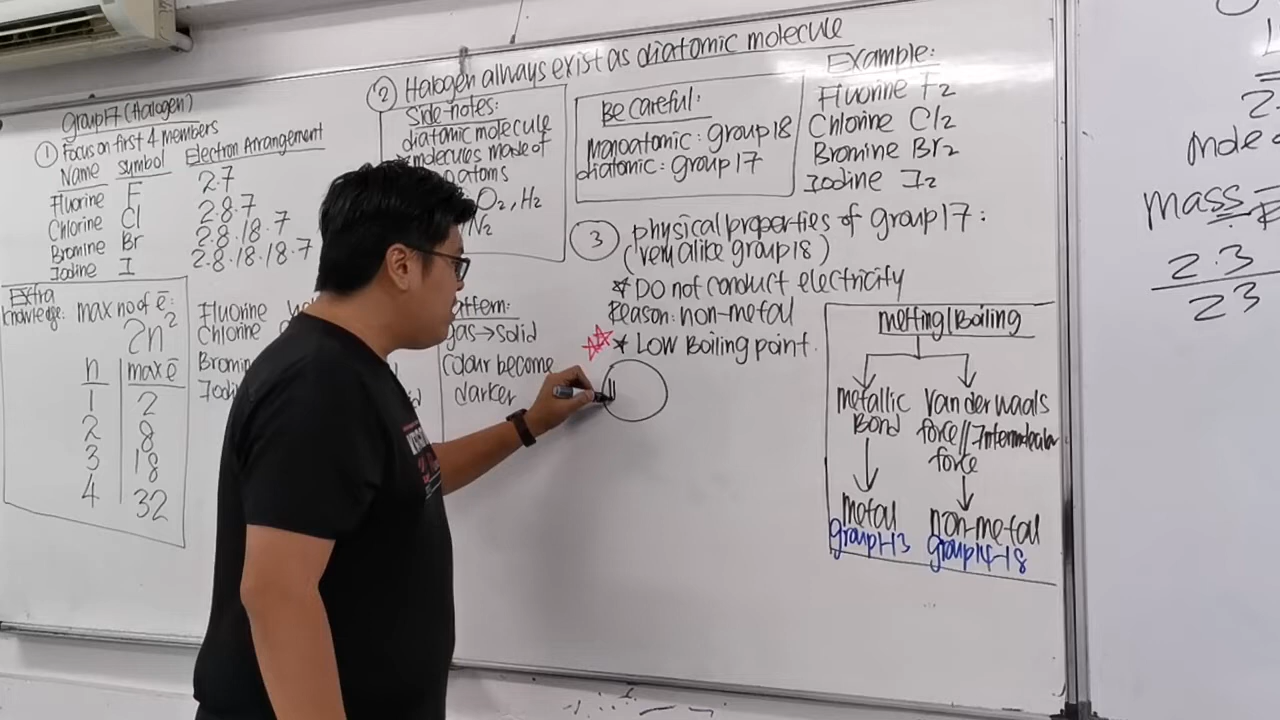 Group 17 (Halogen)
① Focus on first 4 members
Name Symbol Electron Arrangement
Fluorine F 2.7
Chlorine Cl 2.8.7
Bromine Br 2.8.18.7
Iodine I 2.8.18.18.7
Extra
knowledge: max no of ē:
2n²
n max ē
1 2
2 8
3 18
4 32
Fluorine
Chlorine
gas→solid
colour become
darker
② Halogen always exist as diatomic molecule
Side-notes:
diatomic molecule
*molecules made of
atoms
O2, H2
N2
Be careful:
monoatomic: group 18
diatomic: group 17
Example:
Fluorine F2
Chlorine Cl2
Bromine Br2
Iodine I2
③ physical properties of group 17:
(very alike group 18)
* DO not conduct electricity
Reason: non-metal
* LOW Boiling point.
melting/Boiling
metallic
Bond
metal
group 1-13
Van der waals
force//Intermolecular
force
non-metal
group 14-18
mass
2.3
23